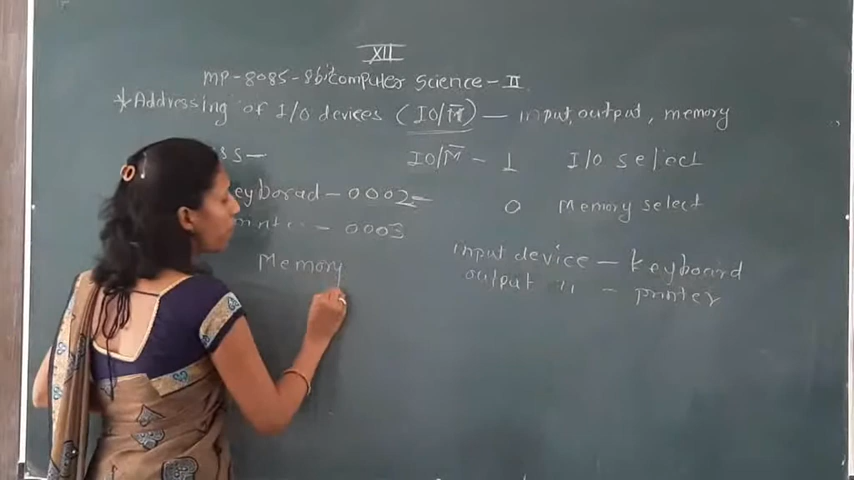 XII
MP-8085-8bit Computer Science-II
*Addressing of I/O devices (IO/M̅) — input, output, memory
ss—
IO/M̅ - 1 I/O select
eyborad - 0002=
0 Memory select
- 0003
Memory
input device — keyboard
output " - printer